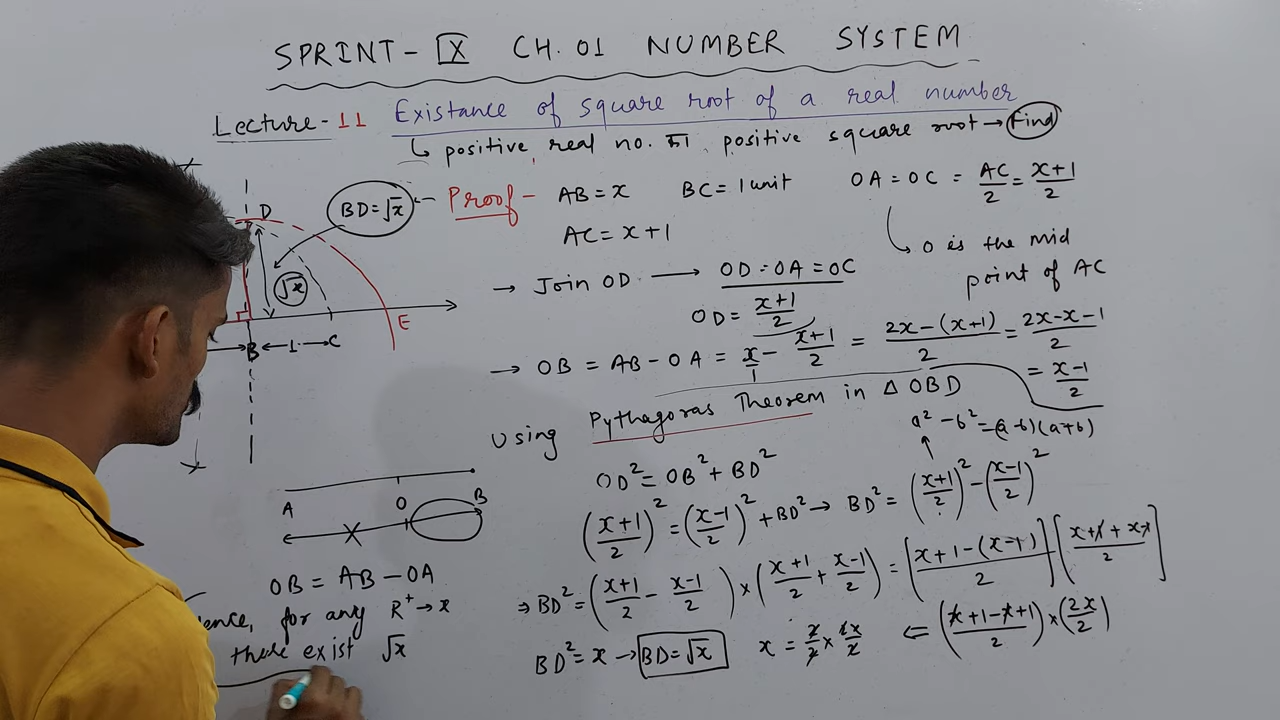 SPRINT-IX CH.01 NUMBER SYSTEM
Lecture-11 Existance of square root of a real number
↳ positive real no. का positive square root → Find
D
BD=√x ← Proof- AB=x BC=1 unit OA=OC=AC/2=x+1/2
AC=x+1
↳ O is the mid
point of AC
√x
→ Join OD → OD=OA=OC
OD=x+1/2
E
B ← 1 → C
→ OB=AB-OA=x/1-x+1/2=2x-(x+1)/2=2x-x-1/2
=x-1/2
Using Pythagoras Theorem in △OBD
a²-b²=(a-b)(a+b)
OD²=OB²+BD²
(x+1/2)²=(x-1/2)²+BD² → BD²=(x+1/2)²-(x-1/2)²
A O B
⇒ BD²=(x+1/2-x-1/2)×(x+1/2+x-1/2)=[x+1-(x-1)/2][x+1+x-1/2]
OB=AB-OA
ence, for any R⁺→x
there exist √x
BD²=x → BD=√x x=2/2×2x/2 ⇐ (x+1-x+1/2)×(2x/2)